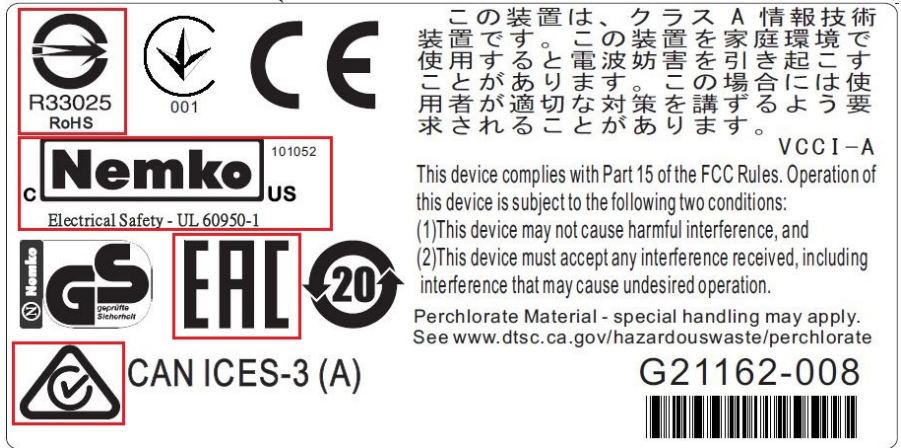 R33025
RoHS
001
CE
Nemko
101052
C
US
Electrical Safety - UL 60950-1
N Nemko
GS
geprüfte
Sicherheit
EAC
20
CAN ICES-3 (A)
この装置は、クラスA情報技術
装置です。この装置を家庭環境で
使用すると電波妨害を引き起こす
ことがあります。この場合には使
用者が適切な対策を講ずるよう要
求されることがあります。
VCCI-A
This device complies with Part 15 of the FCC Rules. Operation of
this device is subject to the following two conditions:
(1)This device may not cause harmful interference, and
(2)This device must accept any interference received, including
interference that may cause undesired operation.
Perchlorate Material - special handling may apply.
See www.dtsc.ca.gov/hazardouswaste/perchlorate
G21162-008